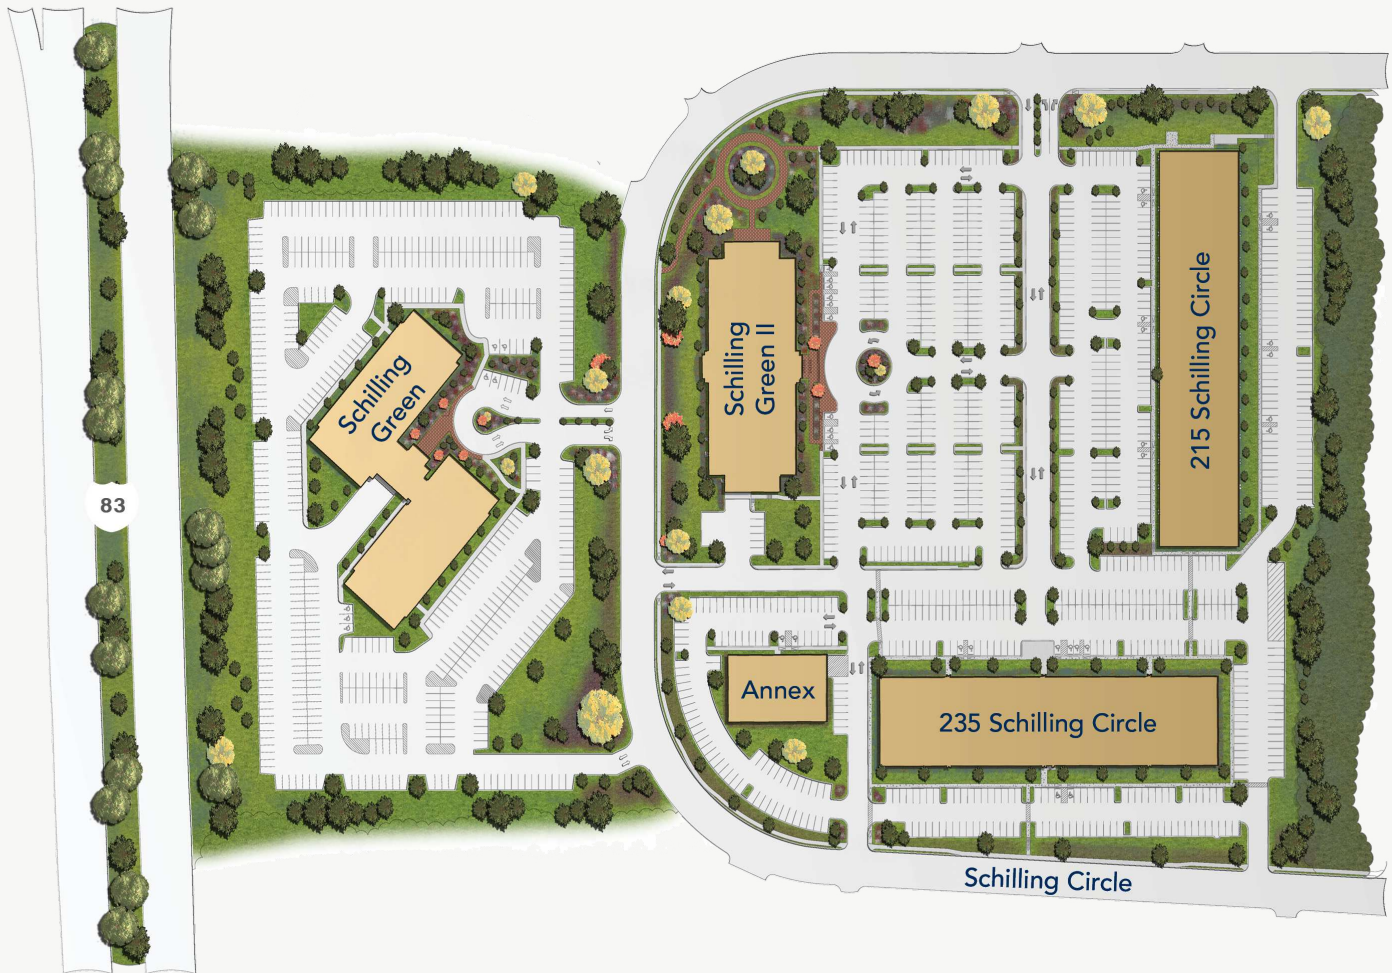 Schilling
Green
Schilling
Green II
215 Schilling Circle
83
Annex
235 Schilling Circle
Schilling Circle